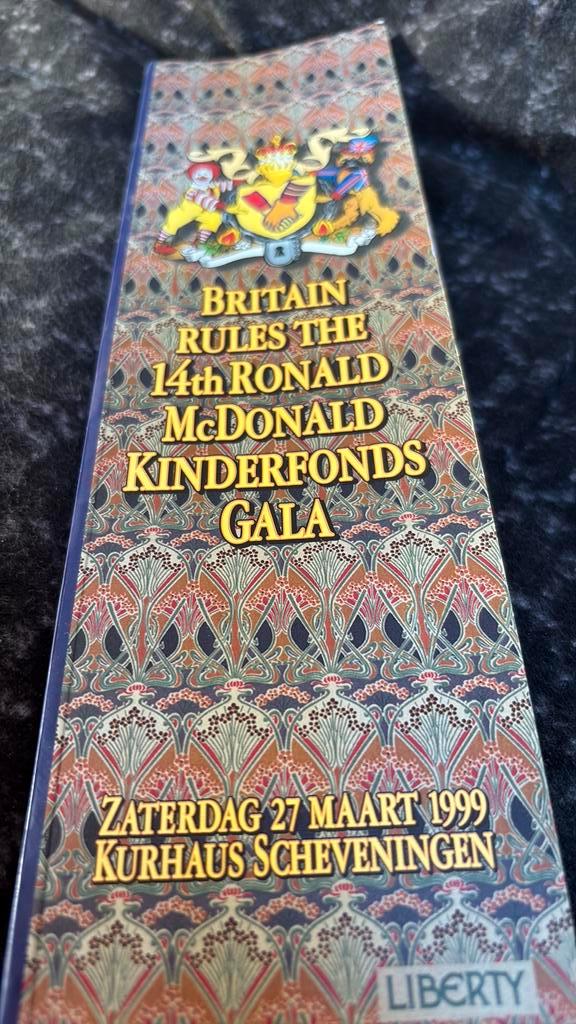 BRITAIN
RULES THE
14th RONALD
McDONALD
KINDERFONDS
GALA
ZATERDAG 27 MAART 1999
KURHAUS SCHEVENINGEN
LIBERTY